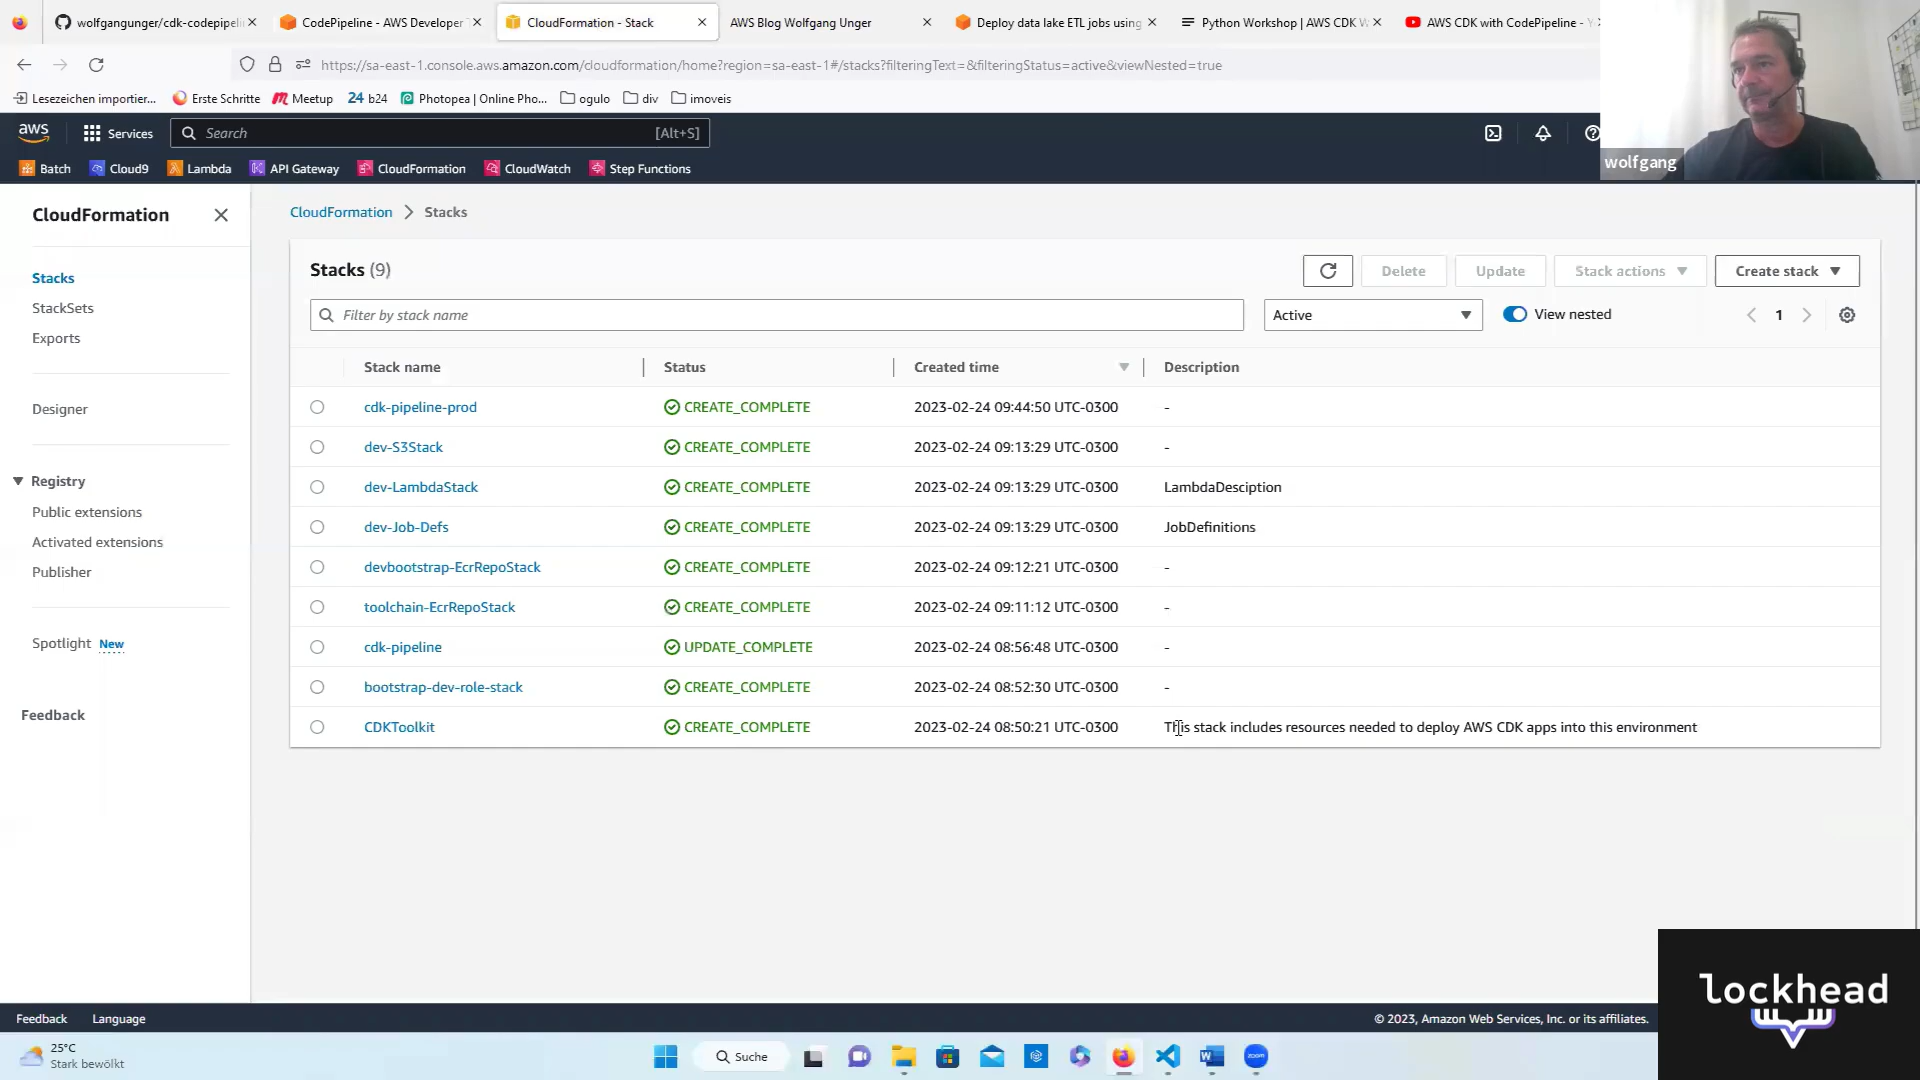 wolfgangunger/cdk-codepipeli
CodePipeline - AWS Developer T
CloudFormation - Stack
AWS Blog Wolfgang Unger
Deploy data lake ETL jobs using
Python Workshop | AWS CDK W
AWS CDK with CodePipeline - Y
https://sa-east-1.console.aws.amazon.com/cloudformation/home?region=sa-east-1#/stacks?filteringText=&filteringStatus=active&viewNested=true
Lesezeichen importier...
Erste Schritte
Meetup
24 b24
Photopea | Online Pho...
ogulo
div
imoveis
aws
Services
Search
[Alt+S]
Batch
Cloud9
Lambda
API Gateway
CloudFormation
CloudWatch
Step Functions
wolfgang
CloudFormation
Stacks
StackSets
Exports
Designer
Registry
Public extensions
Activated extensions
Publisher
Spotlight New
Feedback
CloudFormation > Stacks
Stacks (9)
Delete
Update
Stack actions
Create stack
Filter by stack name
Active
View nested
1
Stack name Status Created time Description
cdk-pipeline-prod CREATE_COMPLETE 2023-02-24 09:44:50 UTC-0300 -
dev-S3Stack CREATE_COMPLETE 2023-02-24 09:13:29 UTC-0300 -
dev-LambdaStack CREATE_COMPLETE 2023-02-24 09:13:29 UTC-0300 LambdaDesciption
dev-Job-Defs CREATE_COMPLETE 2023-02-24 09:13:29 UTC-0300 JobDefinitions
devbootstrap-EcrRepoStack CREATE_COMPLETE 2023-02-24 09:12:21 UTC-0300 -
toolchain-EcrRepoStack CREATE_COMPLETE 2023-02-24 09:11:12 UTC-0300 -
cdk-pipeline UPDATE_COMPLETE 2023-02-24 08:56:48 UTC-0300 -
bootstrap-dev-role-stack CREATE_COMPLETE 2023-02-24 08:52:30 UTC-0300 -
CDKToolkit CREATE_COMPLETE 2023-02-24 08:50:21 UTC-0300 This stack includes resources needed to deploy AWS CDK apps into this environment
lockhead
Feedback
Language
© 2023, Amazon Web Services, Inc. or its affiliates.
25°C
Stark bewölkt
Suche
zoom